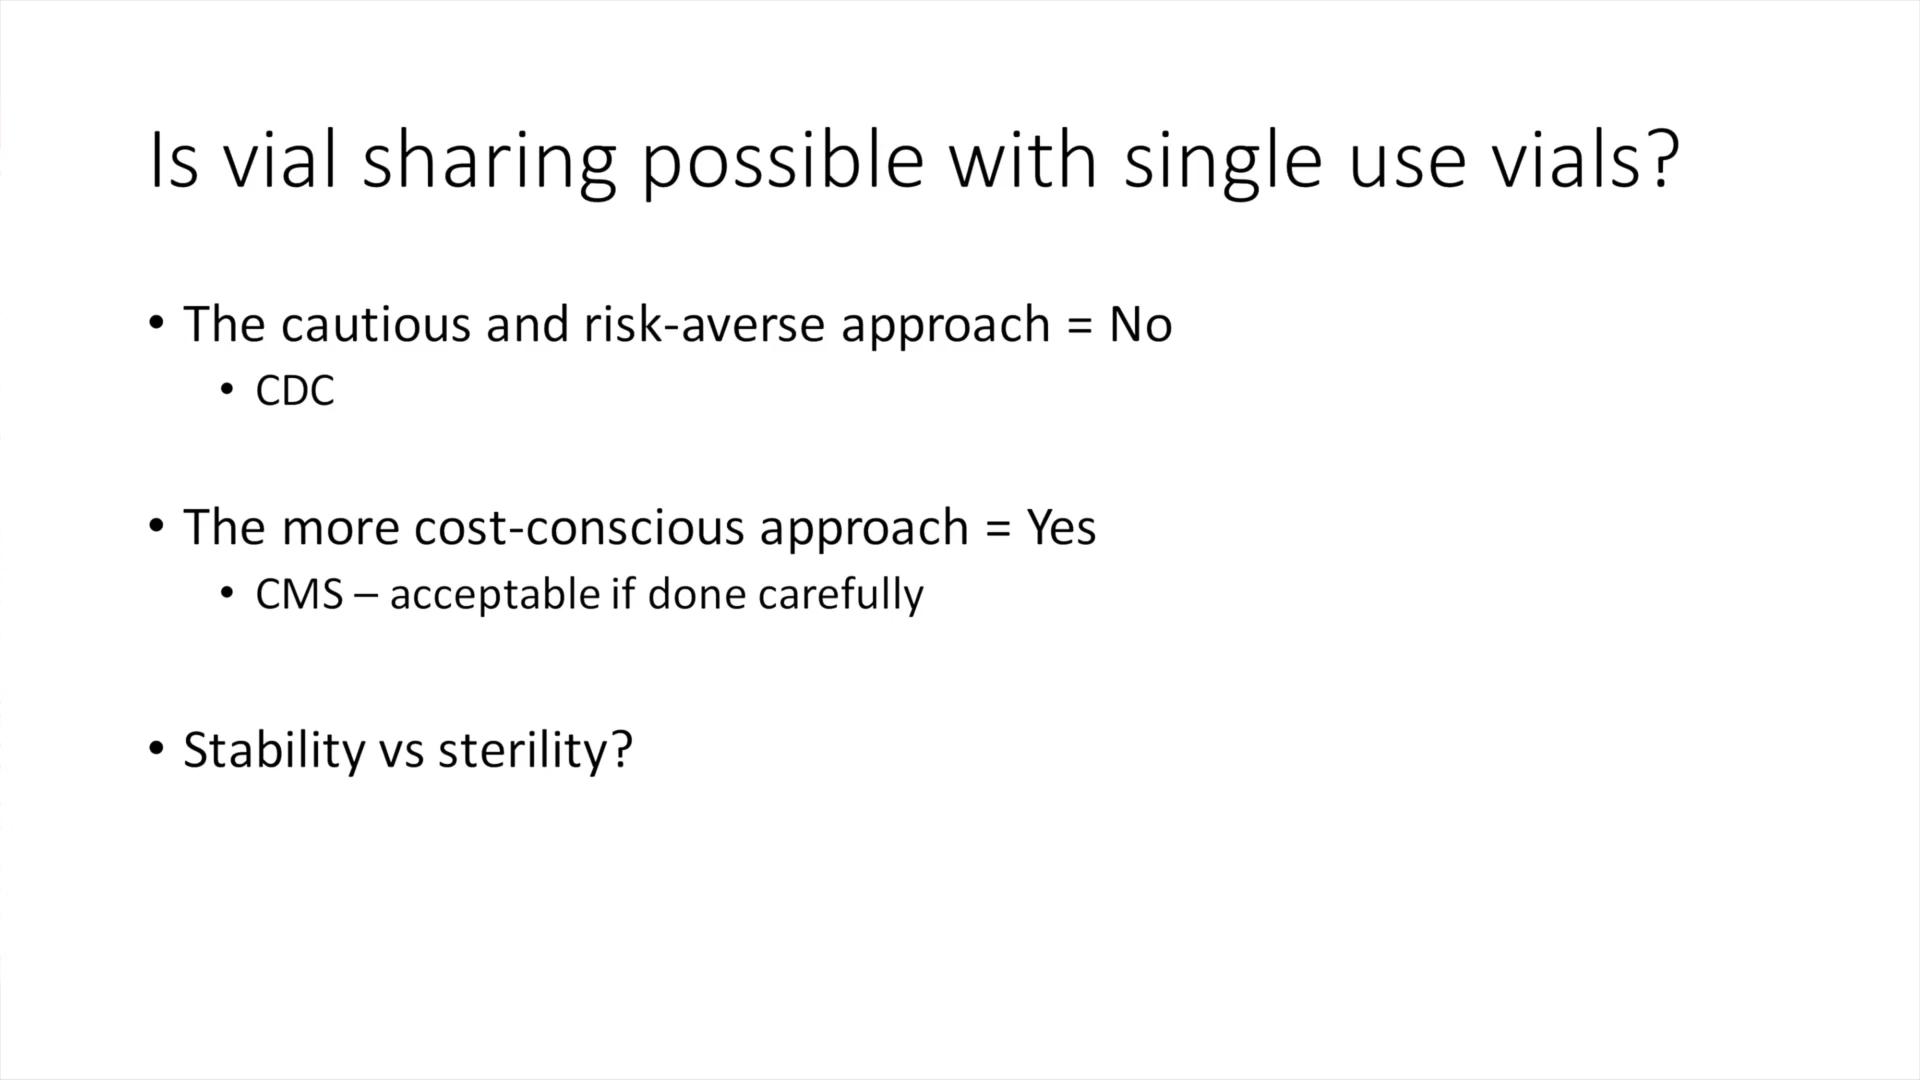 Is vial sharing possible with single use vials?
• The cautious and risk-averse approach = No
• CDC
• The more cost-conscious approach = Yes
• CMS – acceptable if done carefully
• Stability vs sterility?